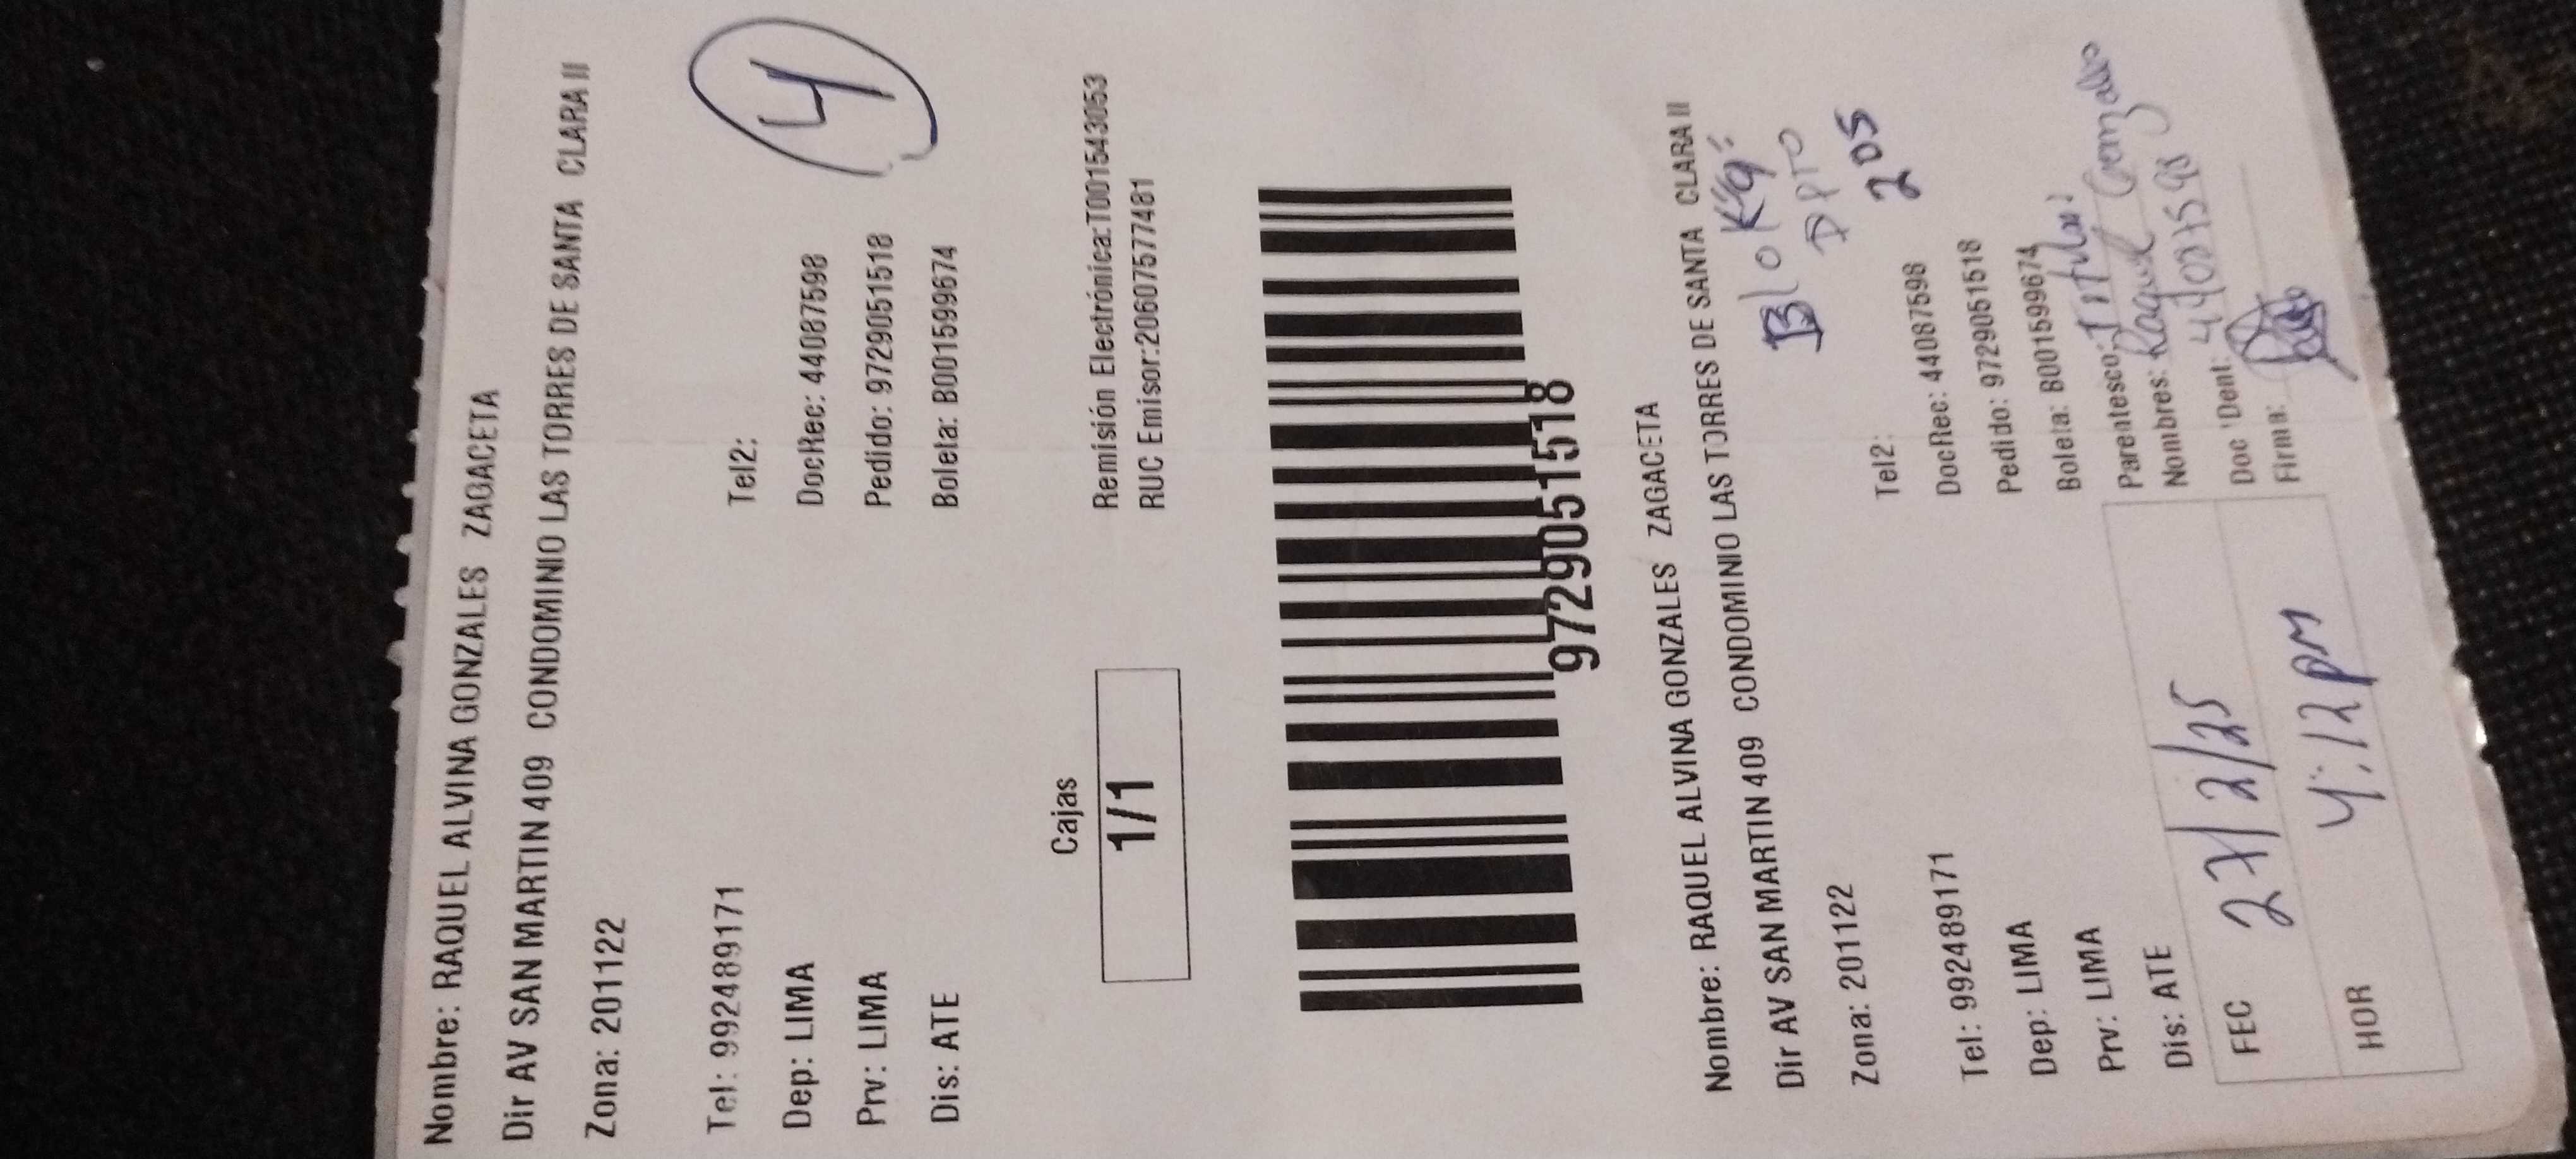 Nombre: RAQUEL ALVINA GONZALES ZAGACETA
Dir AV SAN MARTIN 409 CONDOMINIO LAS TORRES DE SANTA CLARA II
Zona: 201122
4
Tel: 992489171 Tel2:
Dep: LIMA DocRec: 44087598
Prv: LIMA Pedido: 9729051518
Dis: ATE Boleta: B001599674
Cajas
1/1
Remisión Electrónica:T001543053
RUC Emisor:20607577481
9729051518
Nombre: RAQUEL ALVINA GONZALES ZAGACETA
Dir AV SAN MARTIN 409 CONDOMINIO LAS TORRES DE SANTA CLARA II
Zona: 201122
DPTO
205
Tel: 992489171 Tel2:
Dep: LIMA DocRec: 44087598
Prv: LIMA Pedido: 9729051518
Dis: ATE Boleta: B001599674
Parentesco: Titular
Nombres: Raquel Gonzales
Doc 'Dent:
Firma:
FEC 27/2/25
HOR 4:12 pm